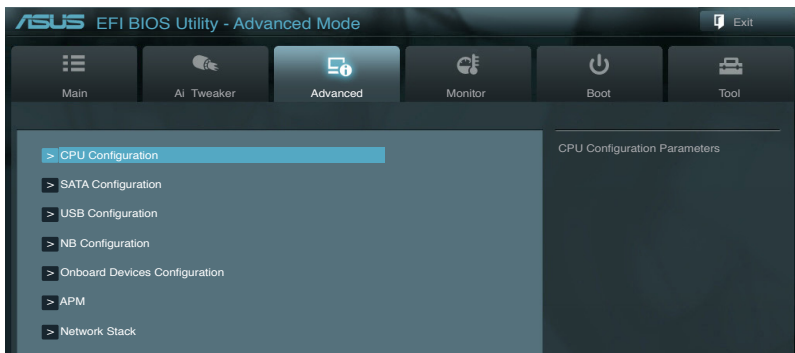 ASUS EFI BIOS Utility - Advanced Mode
Exit
Main Ai Tweaker Advanced Monitor Boot Tool
> CPU Configuration
CPU Configuration Parameters
> SATA Configuration
> USB Configuration
> NB Configuration
> Onboard Devices Configuration
> APM
> Network Stack